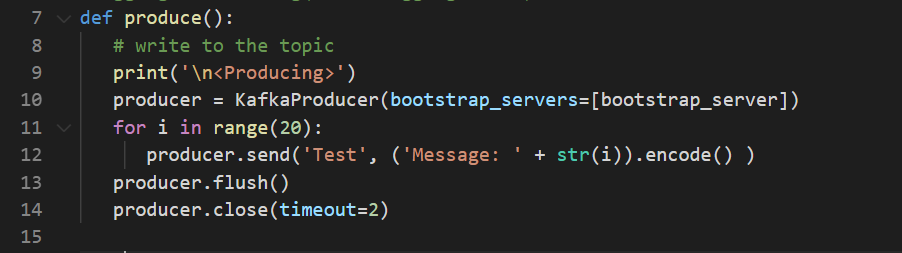 7 def produce():
8     # write to the topic
9     print('\n<Producing>')
10     producer = KafkaProducer(bootstrap_servers=[bootstrap_server])
11     for i in range(20):
12         producer.send('Test', ('Message: ' + str(i)).encode() )
13     producer.flush()
14     producer.close(timeout=2)
15